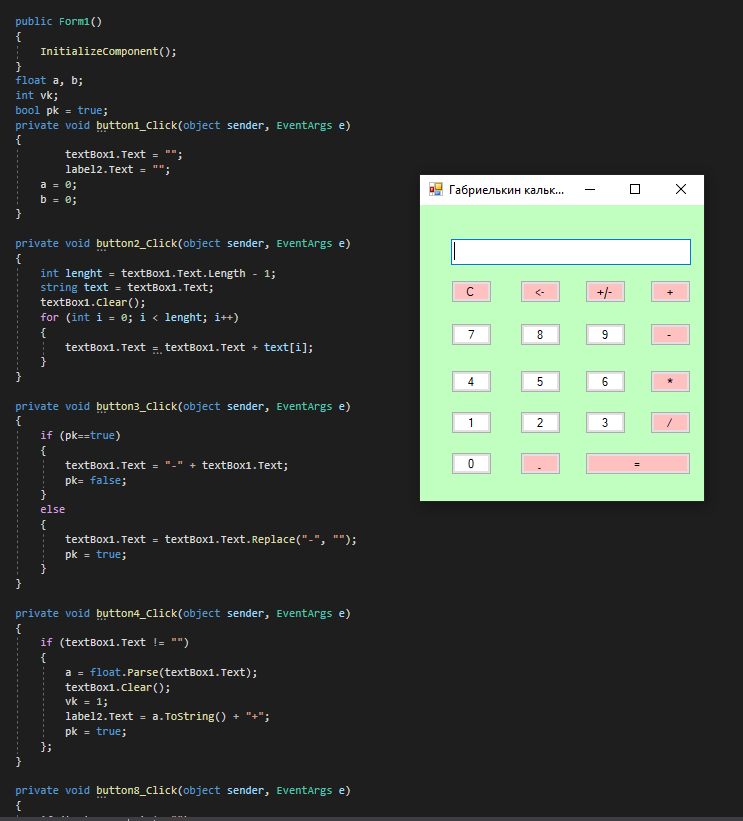 public Form1()
{
InitializeComponent();
}
float a, b;
int vk;
bool pk = true;
private void button1_Click(object sender, EventArgs e)
{
textBox1.Text = "";
label2.Text = "";
a = 0;
b = 0;
}
private void button2_Click(object sender, EventArgs e)
{
int lenght = textBox1.Text.Length - 1;
string text = textBox1.Text;
textBox1.Clear();
for (int i = 0; i < lenght; i++)
{
textBox1.Text = textBox1.Text + text[i];
}
}
private void button3_Click(object sender, EventArgs e)
{
if (pk==true)
{
textBox1.Text = "-" + textBox1.Text;
pk= false;
}
else
{
textBox1.Text = textBox1.Text.Replace("-", "");
pk = true;
}
}
private void button4_Click(object sender, EventArgs e)
{
if (textBox1.Text != "")
{
a = float.Parse(textBox1.Text);
textBox1.Clear();
vk = 1;
label2.Text = a.ToString() + "+";
pk = true;
};
}
private void button8_Click(object sender, EventArgs e)
{
Габриелькин кальк...
C <- +/- +
7 8 9 -
4 5 6 *
1 2 3 /
0 . =